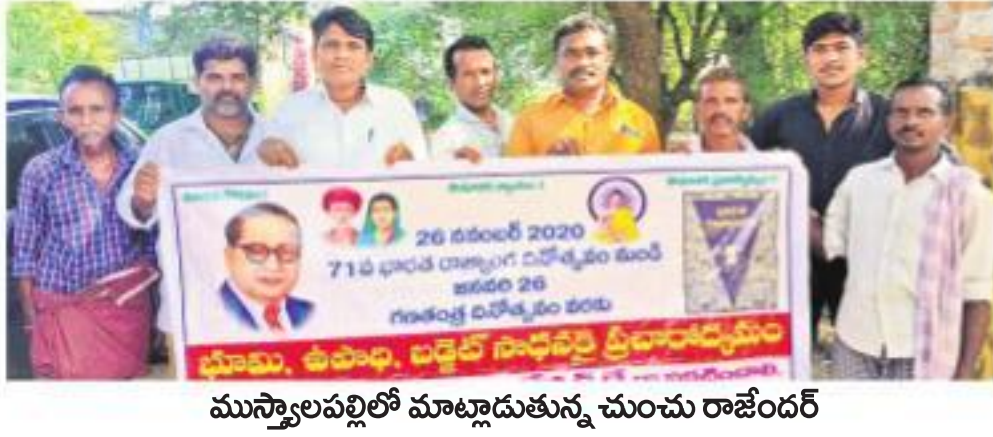 26 నవంబర్ 2020
71వ భారత రాజ్యాంగ దినోత్సవం నుండి
జనవరి 26
గణతంత్ర దినోత్సవం వరకు
భూమి, ఉపాధి, బడ్జెట్ సాధనకై ప్రచారోద్యమం
ముస్త్యాలపల్లిలో మాట్లాడుతున్న చుంచు రాజేందర్